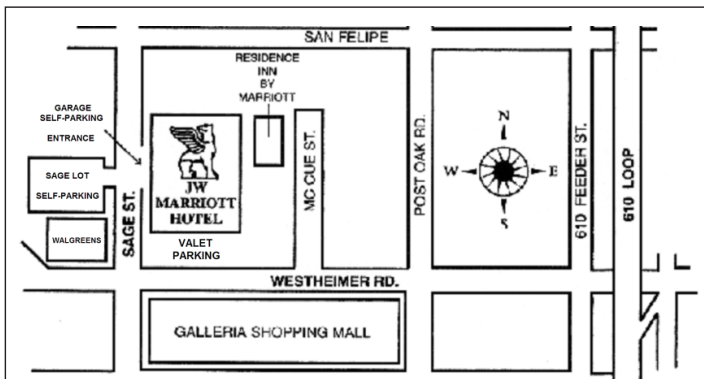 SAN FELIPE
RESIDENCE
INN
BY
MARRIOTT
GARAGE
SELF-PARKING
ENTRANCE
SAGE LOT
SELF-PARKING
WALGREENS
SAGE ST.
JW
MARRIOTT
HOTEL
VALET
PARKING
MC CUE ST.
POST OAK RD.
N
W
E
S
610 FEEDER ST.
610 LOOP
WESTHEIMER RD.
GALLERIA SHOPPING MALL